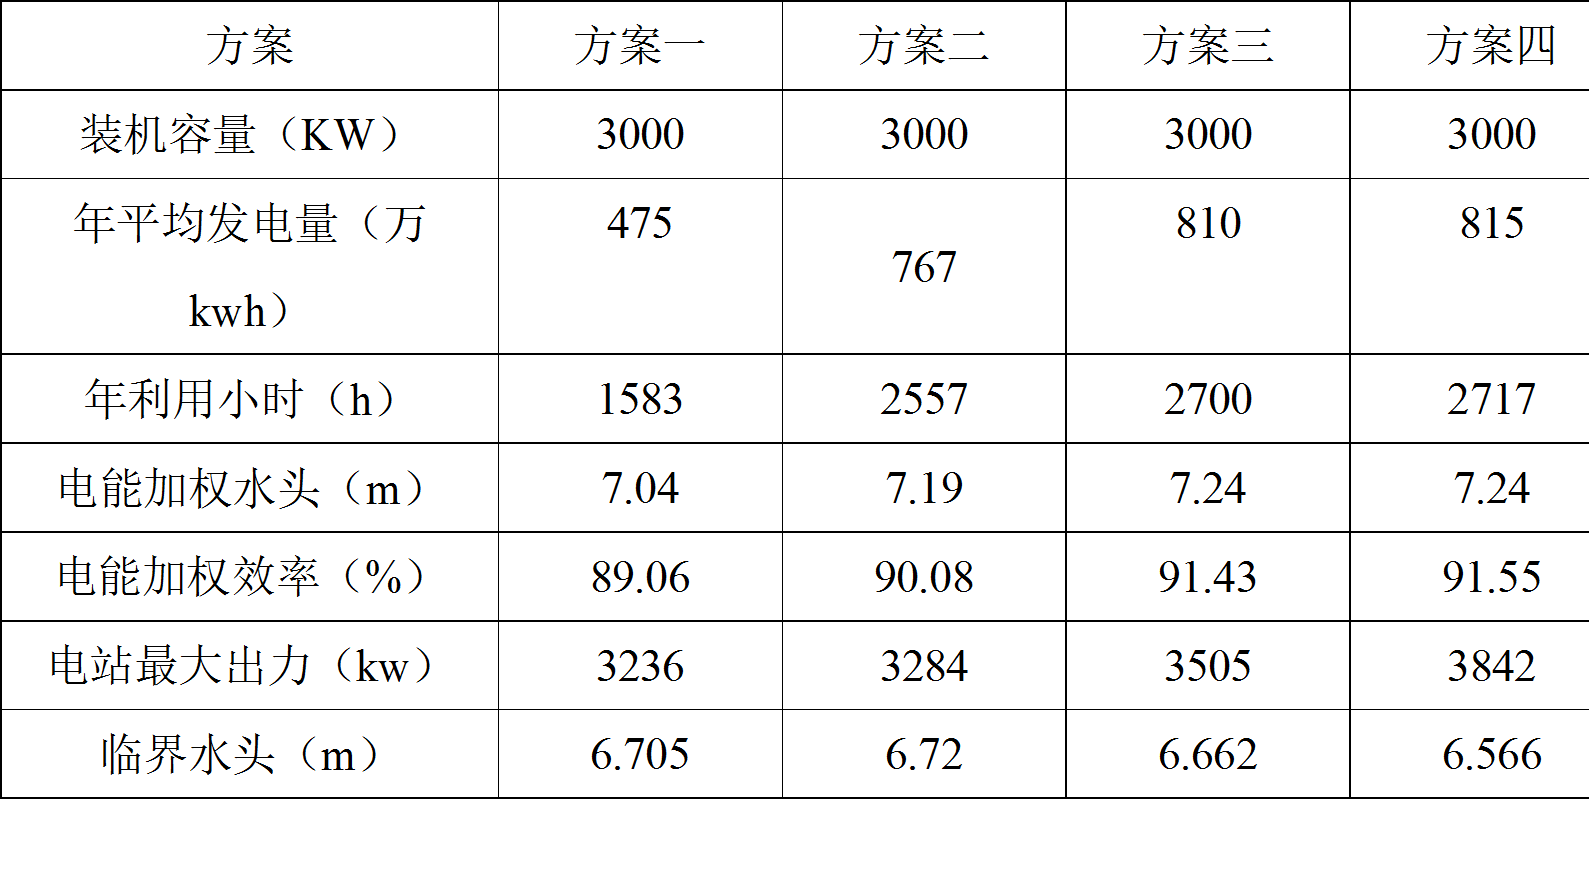 方案 方案一 方案二 方案三 方案四
装机容量（KW） 3000 3000 3000 3000
年平均发电量（万 475 810 815
767
kwh）
年利用小时（h） 1583 2557 2700 2717
电能加权水头（m） 7.04 7.19 7.24 7.24
电能加权效率（%） 89.06 90.08 91.43 91.55
电站最大出力（kw） 3236 3284 3505 3842
临界水头（m） 6.705 6.72 6.662 6.566